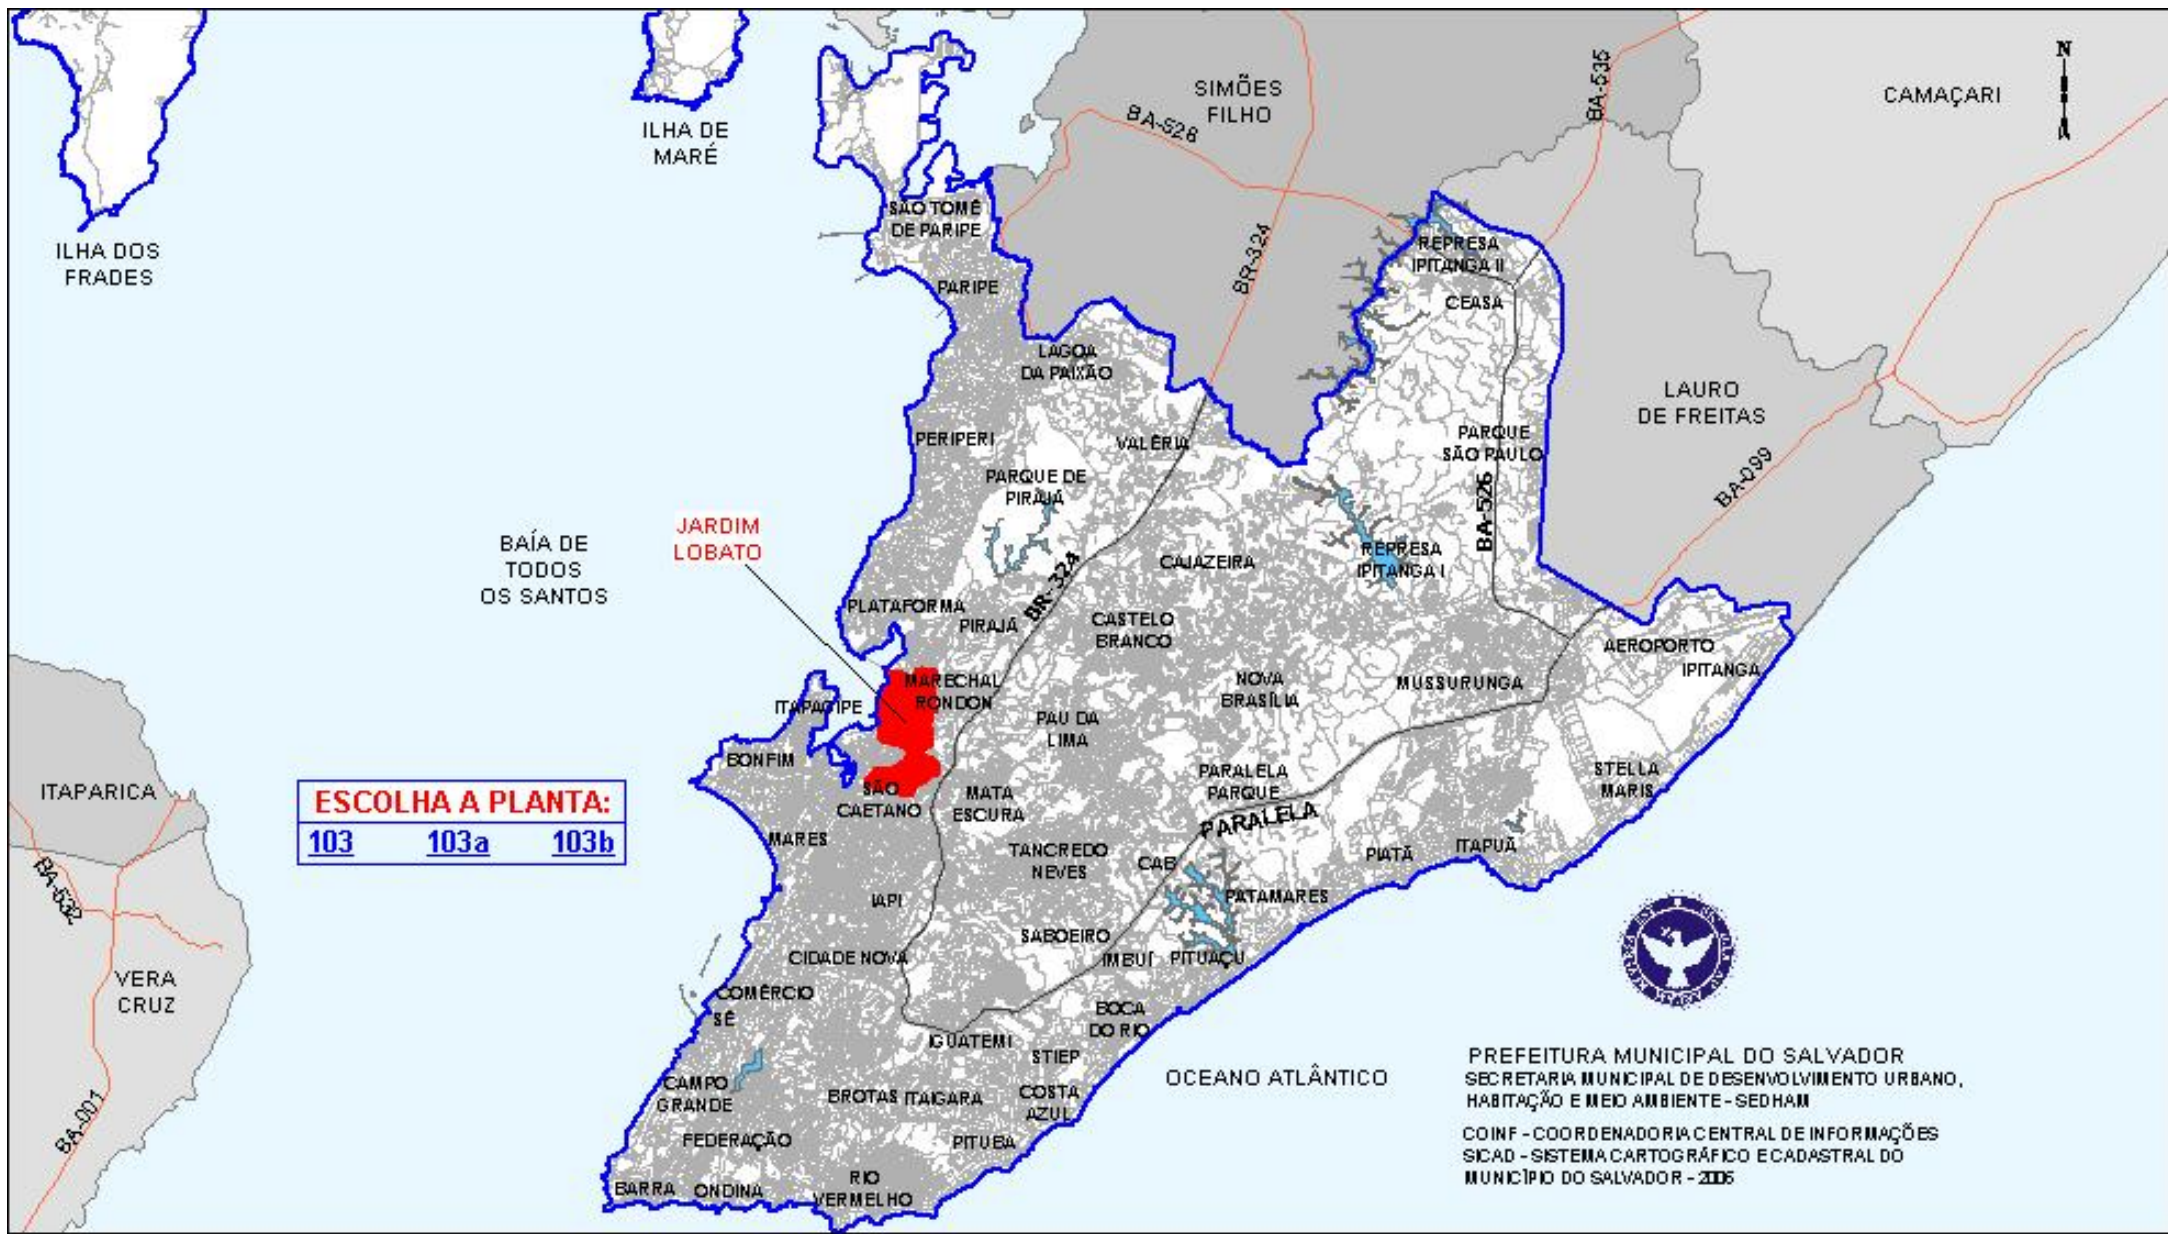 N
SIMÕES
FILHO
BA-535
CAMAÇARI
BA-526
ILHA DE
MARÉ
SÃO TOMÉ
DE PARIPE
ILHA DOS
FRADES
BR-324
REPRESA
IPITANGA II
PARIPE
CEASA
LAGOA
DA PAIXÃO
LAURO
DE FREITAS
PERIPERI
VALÉRIA
PARQUE
SÃO PAULO
PARQUE DE
PIRAJÁ
BA-099
JARDIM
LOBATO
BAÍA DE
TODOS
OS SANTOS
BA-526
CAJAZEIRA
REPRESA
IPITANGA I
BR-324
PLATAFORMA
PIRAJÁ
CASTELO
BRANCO
AEROPORTO
IPITANGA
MARECHAL
RONDON
NOVA
BRASÍLIA
MUSSURUNGA
ITAPAGIPE
PAU DA
LIMA
BONFIM
PARALELA
PARQUE
STELLA
MARIS
ITAPARICA
SÃO
CAETANO
MATA
ESCURA
ESCOLHA A PLANTA:
103 103a 103b
PARALELA
MARES
TANCREDO
NEVES
CAB
PIATÃ
ITAPUÃ
BA-532
IAPI
PATAMARES
SABOEIRO
CIDADE NOVA
IMBUÍ
PITUAÇU
VERA
CRUZ
COMÉRCIO
SÉ
BOCA
DO RIO
IGUATEMI
STIEP
OCEANO ATLÂNTICO
CAMPO
GRANDE
BROTAS
ITAIGARA
COSTA
AZUL
BA-001
FEDERAÇÃO
PITUBA
BARRA
ONDINA
RIO
VERMELHO
PREFEITURA MUNICIPAL DO SALVADOR
SECRETARIA MUNICIPAL DE DESENVOLVIMENTO URBANO,
HABITAÇÃO E MEIO AMBIENTE - SEDHAM
COINF - COORDENADORIA CENTRAL DE INFORMAÇÕES
SICAD - SISTEMA CARTOGRÁFICO E CADASTRAL DO
MUNICÍPIO DO SALVADOR - 2006